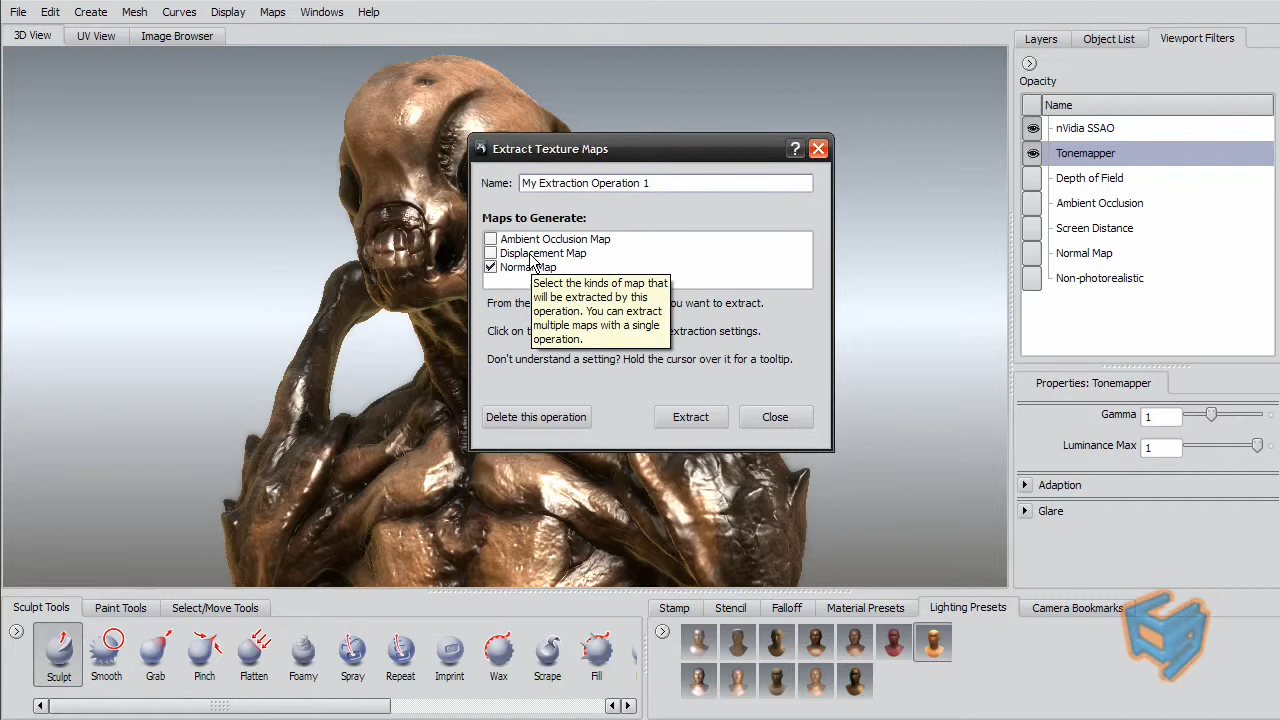 File Edit Create Mesh Curves Display Maps Windows Help
3D View UV View Image Browser
Layers Object List Viewport Filters
Opacity
Name
nVidia SSAO
Tonemapper
Depth of Field
Ambient Occlusion
Screen Distance
Normal Map
Non-photorealistic
Extract Texture Maps
Name: My Extraction Operation 1
Maps to Generate:
Ambient Occlusion Map
Displacement Map
Normal Map
Select the kinds of map that
will be extracted by this
operation. You can extract
multiple maps with a single
operation.
From the you want to extract.
Click on extraction settings.
Don't understand a setting? Hold the cursor over it for a tooltip.
Delete this operation Extract Close
Properties: Tonemapper
Gamma 1
Luminance Max 1
Adaption
Glare
Sculpt Tools Paint Tools Select/Move Tools
Sculpt Smooth Grab Pinch Flatten Foamy Spray Repeat Imprint Wax Scrape Fill
Stamp Stencil Falloff Material Presets Lighting Presets Camera Bookmarks